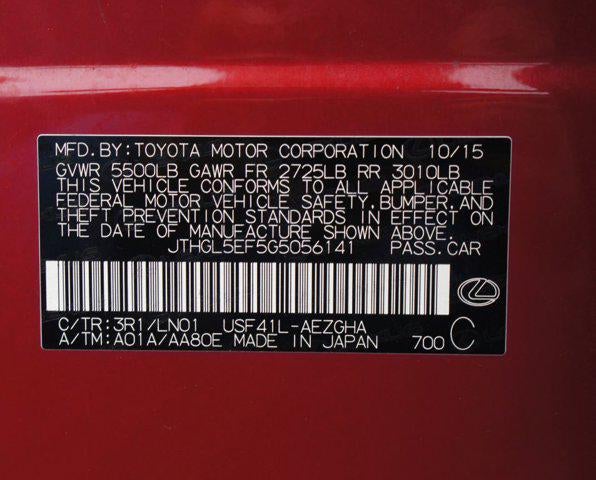 MFD. BY: TOYOTA MOTOR CORPORATION 10/15
GVWR 5500LB GAWR FR 2725LB RR 3010LB
THIS VEHICLE CONFORMS TO ALL APPLICABLE
FEDERAL MOTOR VEHICLE SAFETY, BUMPER, AND
THEFT PREVENTION STANDARDS IN EFFECT ON
THE DATE OF MANUFACTURE SHOWN ABOVE.
JTHGL5EF5G5056141 PASS. CAR
C/TR: 3R1/LN01 USF41L-AEZGHA
A/TM: A01A/AA80E MADE IN JAPAN 700 C